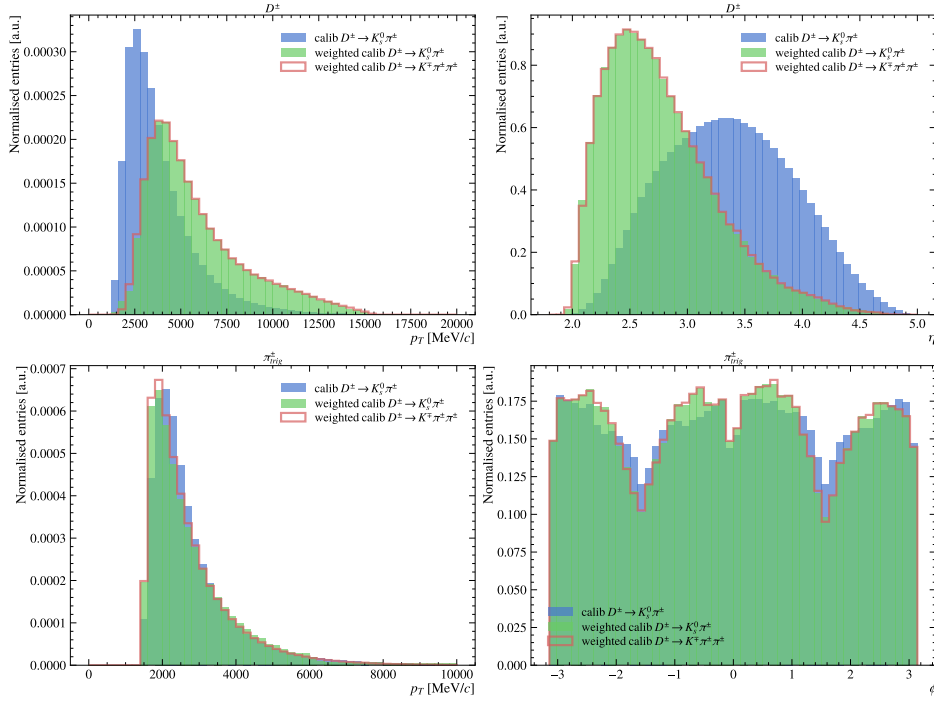 D±
Normalised entries [a.u.]
calib D± → K⁰ₛπ±
weighted calib D± → K⁰ₛπ±
weighted calib D± → K∓π±π±
0.00030
0.00025
0.00020
0.00015
0.00010
0.00005
0.00000
0 2500 5000 7500 10000 12500 15000 17500 20000
p_T [MeV/c]
D±
Normalised entries [a.u.]
calib D± → K⁰ₛπ±
weighted calib D± → K⁰ₛπ±
weighted calib D± → K∓π±π±
0.8
0.6
0.4
0.2
0.0
2.0 2.5 3.0 3.5 4.0 4.5 5.0
π±trig
Normalised entries [a.u.]
calib D± → K⁰ₛπ±
weighted calib D± → K⁰ₛπ±
weighted calib D± → K∓π±π±
0.0007
0.0006
0.0005
0.0004
0.0003
0.0002
0.0001
0.0000
0 2000 4000 6000 8000 10000
p_T [MeV/c]
π±trig
Normalised entries [a.u.]
0.175
0.150
0.125
0.100
0.075
0.050
0.025
0.000
calib D± → K⁰ₛπ±
weighted calib D± → K⁰ₛπ±
weighted calib D± → K∓π±π±
−3 −2 −1 0 1 2 3